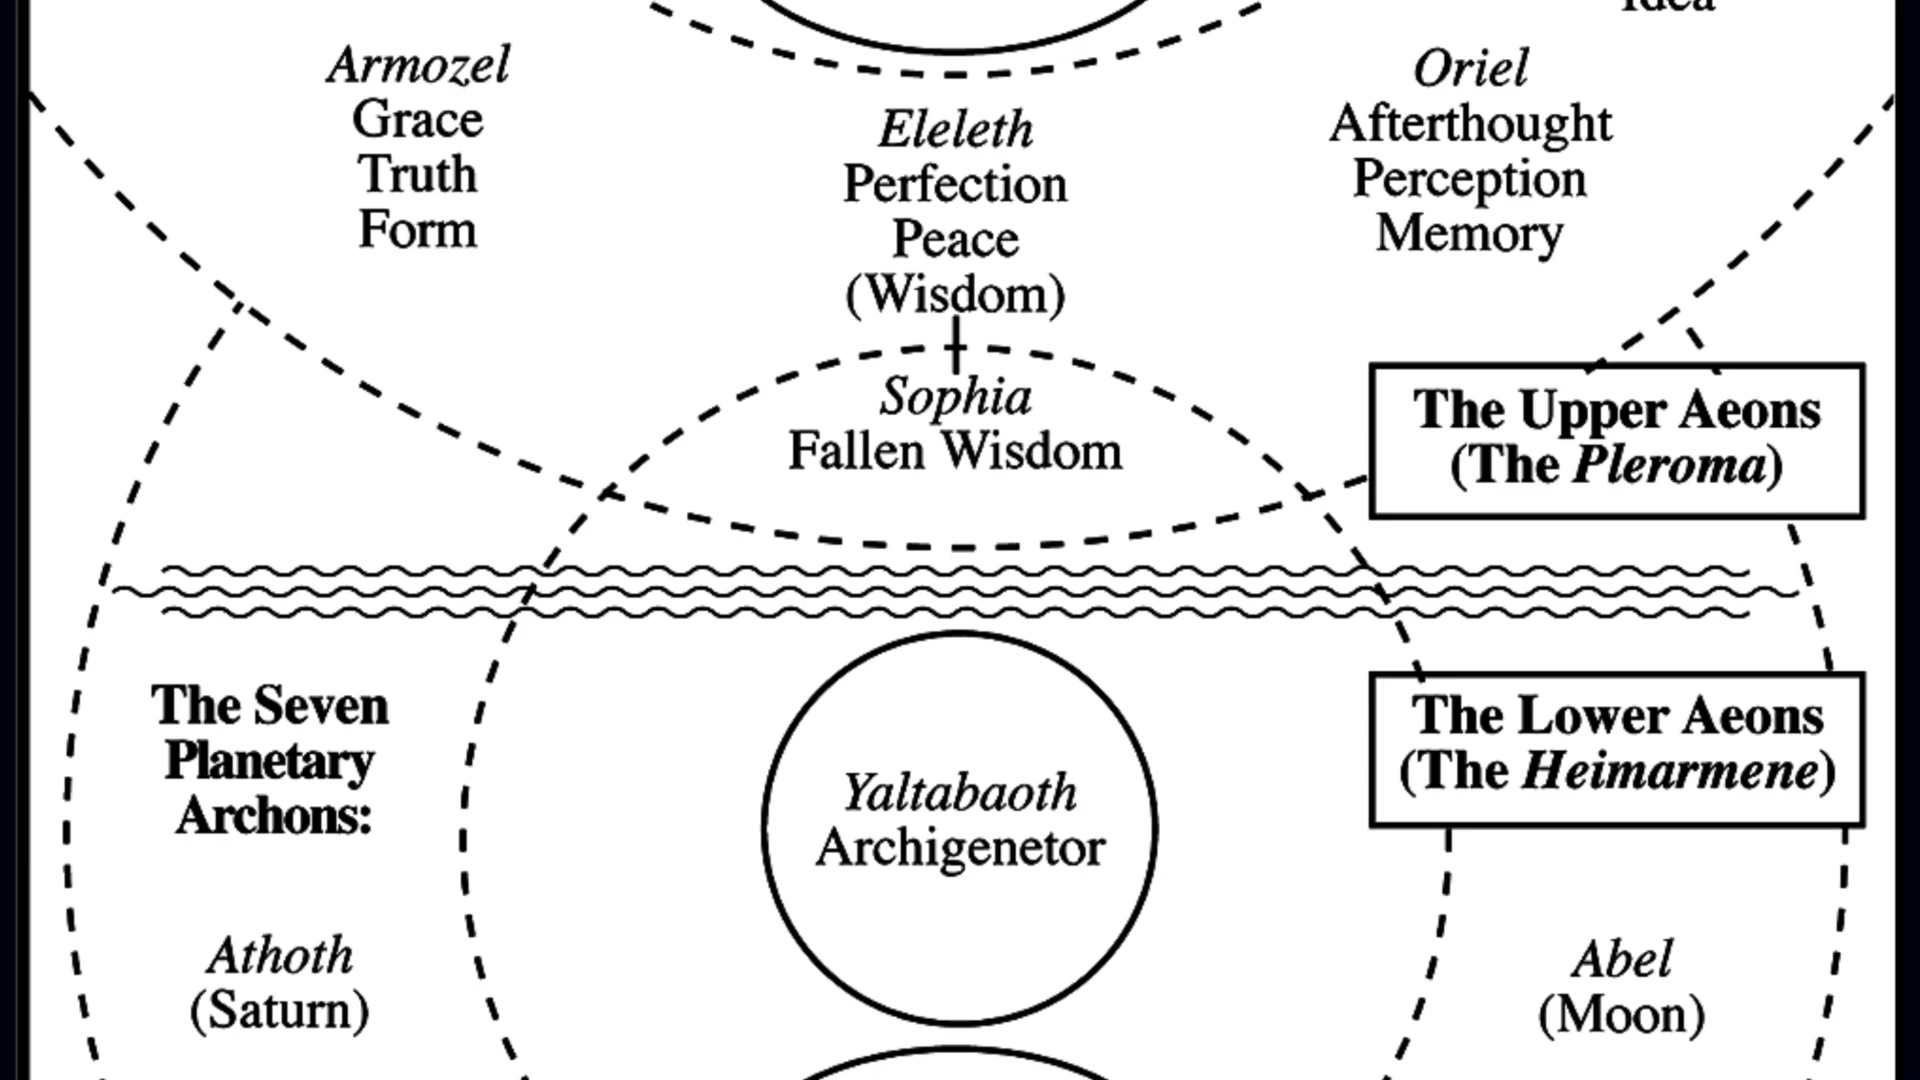 Idea
Armozel
Grace
Truth
Form
Eleleth
Perfection
Peace
(Wisdom)
Oriel
Afterthought
Perception
Memory
Sophia
Fallen Wisdom
The Upper Aeons
(The Pleroma)
The Seven
Planetary
Archons:
Yaltabaoth
Archigenetor
The Lower Aeons
(The Heimarmene)
Athoth
(Saturn)
Abel
(Moon)